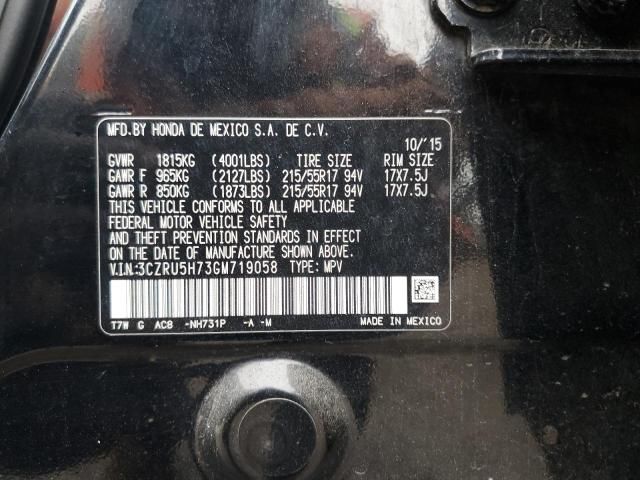 MFD.BY HONDA DE MEXICO S.A. DE C.V.
10/'15
GVWR 1815KG (4001LBS) TIRE SIZE RIM SIZE
GAWR F 965KG (2127LBS) 215/55R17 94V 17X7.5J
GAWR R 850KG (1873LBS) 215/55R17 94V 17X7.5J
THIS VEHICLE CONFORMS TO ALL APPLICABLE
FEDERAL MOTOR VEHICLE SAFETY
AND THEFT PREVENTION STANDARDS IN EFFECT
ON THE DATE OF MANUFACTURE SHOWN ABOVE.
V.I.N:3CZRU5H73GM719058 TYPE: MPV
T7W G AC8 -NH731P -A -M MADE IN MEXICO